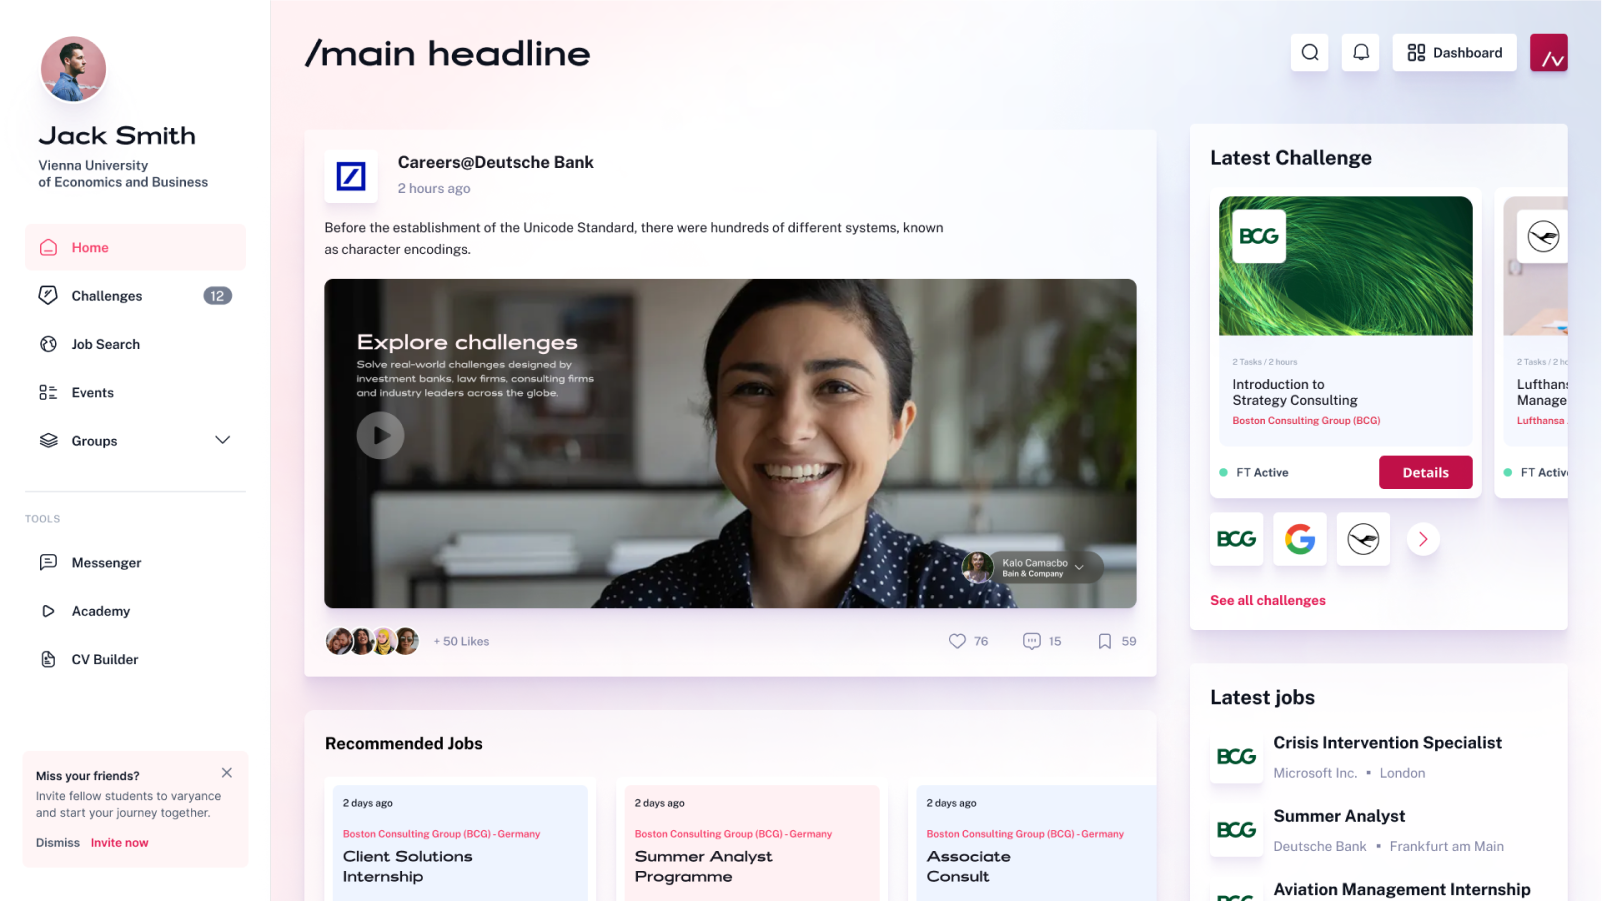 Jack Smith
Vienna University
of Economics and Business
Home
Challenges
12
Job Search
Events
Groups
TOOLS
Messenger
Academy
CV Builder
Miss your friends?
Invite fellow students to varyance
and start your journey together.
Dismiss
Invite now
/main headline
Dashboard
/v
Careers@Deutsche Bank
2 hours ago
Before the establishment of the Unicode Standard, there were hundreds of different systems, known
as character encodings.
Explore challenges
Solve real-world challenges designed by
investment banks, law firms, consulting firms
and industry leaders across the globe.
Kalo Camacbo
Bain & Company
+ 50 Likes
76
15
59
Recommended Jobs
2 days ago
Boston Consulting Group (BCG) - Germany
Client Solutions
Internship
2 days ago
Boston Consulting Group (BCG) - Germany
Summer Analyst
Programme
2 days ago
Boston Consulting Group (BCG) - Germany
Associate
Consult
Latest Challenge
BCG
2 Tasks / 2 hours
Introduction to
Strategy Consulting
Boston Consulting Group (BCG)
FT Active
Details
2 Tasks / 2 ho
Lufthans
Manage
Lufthansa
FT Activ
BCG
G
See all challenges
Latest jobs
BCG
Crisis Intervention Specialist
Microsoft Inc. • London
BCG
Summer Analyst
Deutsche Bank • Frankfurt am Main
BCG
Aviation Management Internship